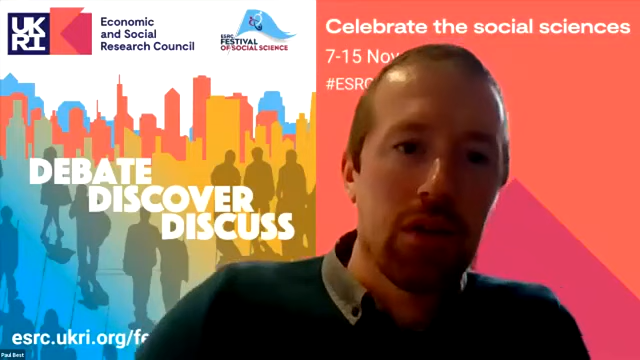 UK
RI
Economic
and Social
Research Council
ESRC
FESTIVAL
OF SOCIAL SCIENCE
Celebrate the social sciences
7-15 Nov
#ESRC
DEBATE
DISCOVER
DISCUSS
esrc.ukri.org/fe
Paul Best